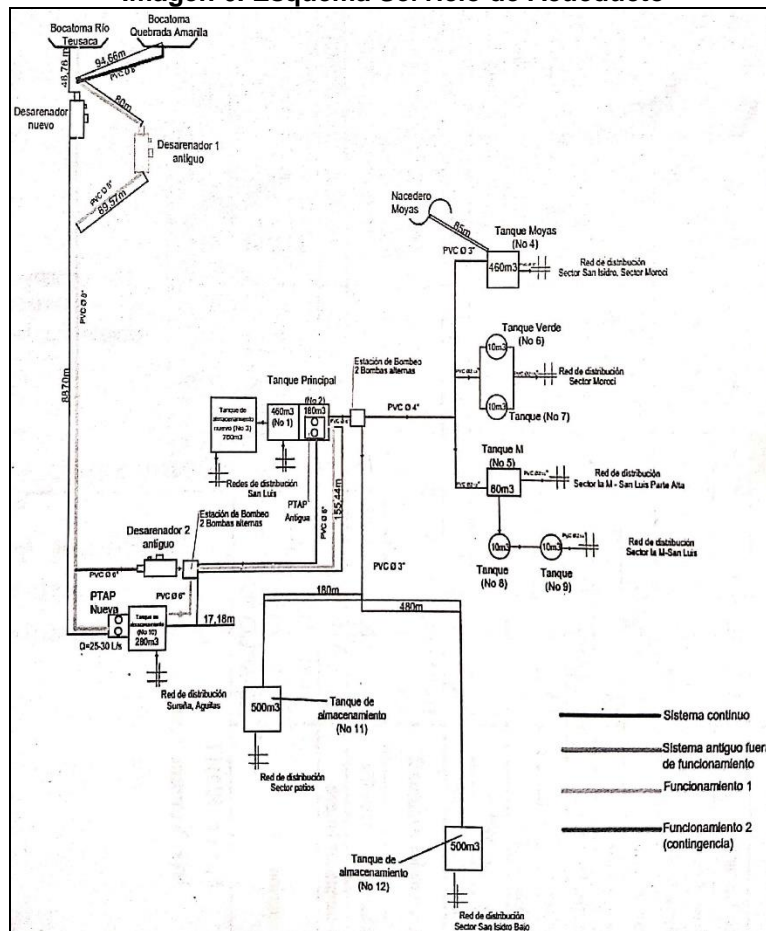 Imagen 6. Esquema Servicio de Acueducto
Bocatoma Río
Teusaca
Bocatoma
Quebrada Amarilla
48,76 m
94,66m
PVC Ø 8"
80m
Desarenador
nuevo
Desarenador 1
antiguo
PVC Ø 8"
89,57m
PVC Ø 8"
8870m
Nacedero
Moyas
85m
Tanque Moyas
(No 4)
PVC Ø 3"
460m3
Red de distribución
Sector San Isidro, Sector Moroci
Tanque Verde
(No 6)
10m3
Red de distribución
Sector Moroci
10m3
Tanque (No 7)
Estación de Bombeo
2 Bombas alternas
Tanque Principal
(No 2)
PVC Ø 4"
Tanque de
almacenamiento
nuevo (No 3)
700m3
460m3
(No 1)
180m3
Redes de distribución
San Luis
PTAP
Antigua
PVC Ø 6"
155,44m
Tanque M
(No 5)
60m3
Red de distribución
Sector la M - San Luis Parte Alta
10m3
10m3
Red de distribución
Sector la M-San Luis
Tanque
(No 8)
Tanque
(No 9)
Estación de Bombeo
2 Bombas alternas
Desarenador 2
antiguo
PVC Ø 6"
PVC Ø 6"
PVC Ø 3"
PTAP
Nueva
Tanque de
almacenamiento
(No 10)
280m3
17,18m
Q=25-30 L/s
180m
480m
Red de distribución
Sureña, Aguilas
500m3
Tanque de
almacenamiento
(No 11)
Red de distribución
Sector patios
Sistema continuo
Sistema antiguo fuera
de funcionamiento
Funcionamiento 1
Funcionamiento 2
(contingencia)
500m3
Tanque de
almacenamiento
(No 12)
Red de distribución
Sector San Isidro Bajo